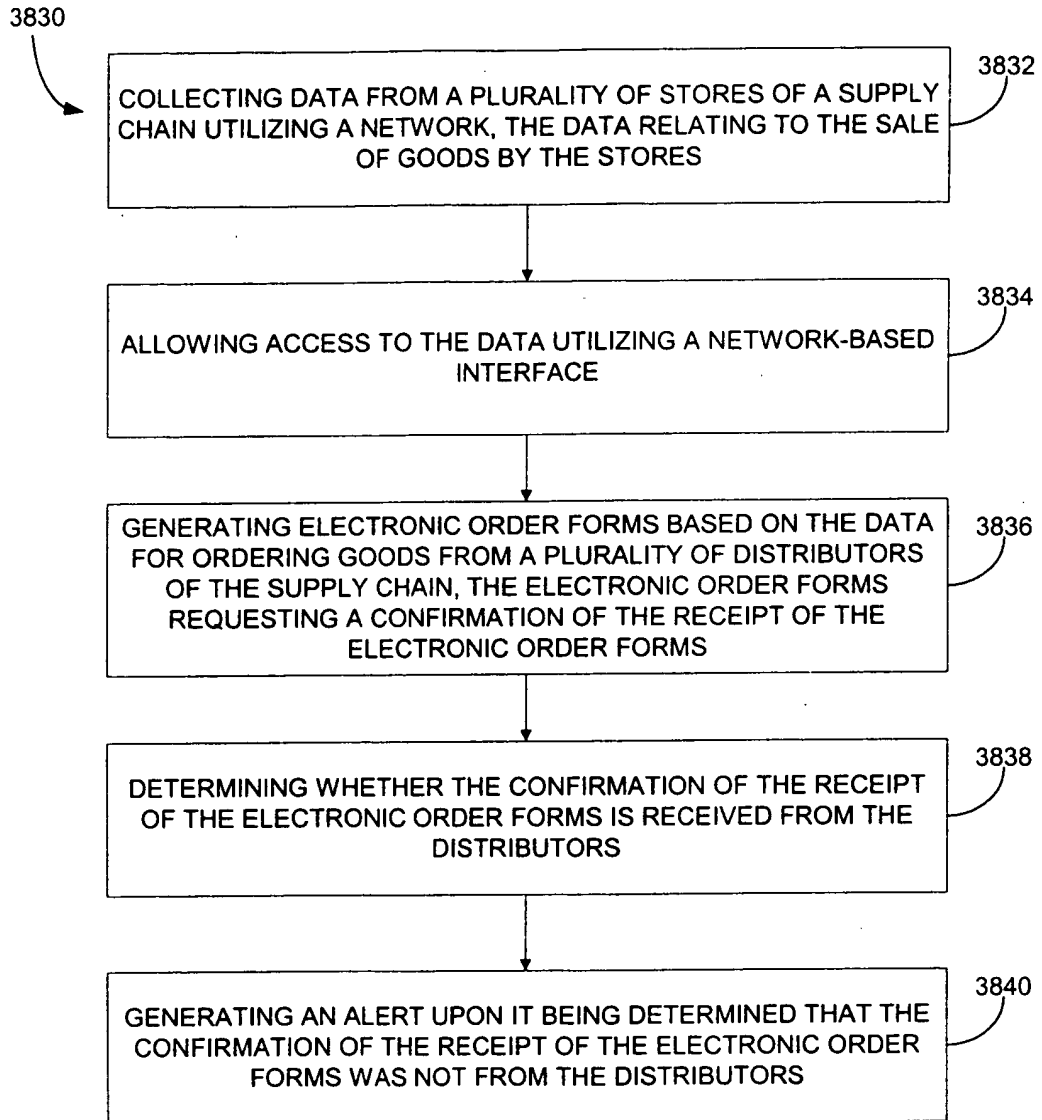 3830
3832
COLLECTING DATA FROM A PLURALITY OF STORES OF A SUPPLY
CHAIN UTILIZING A NETWORK, THE DATA RELATING TO THE SALE
OF GOODS BY THE STORES
3834
ALLOWING ACCESS TO THE DATA UTILIZING A NETWORK-BASED
INTERFACE
3836
GENERATING ELECTRONIC ORDER FORMS BASED ON THE DATA
FOR ORDERING GOODS FROM A PLURALITY OF DISTRIBUTORS
OF THE SUPPLY CHAIN, THE ELECTRONIC ORDER FORMS
REQUESTING A CONFIRMATION OF THE RECEIPT OF THE
ELECTRONIC ORDER FORMS
3838
DETERMINING WHETHER THE CONFIRMATION OF THE RECEIPT
OF THE ELECTRONIC ORDER FORMS IS RECEIVED FROM THE
DISTRIBUTORS
3840
GENERATING AN ALERT UPON IT BEING DETERMINED THAT THE
CONFIRMATION OF THE RECEIPT OF THE ELECTRONIC ORDER
FORMS WAS NOT FROM THE DISTRIBUTORS